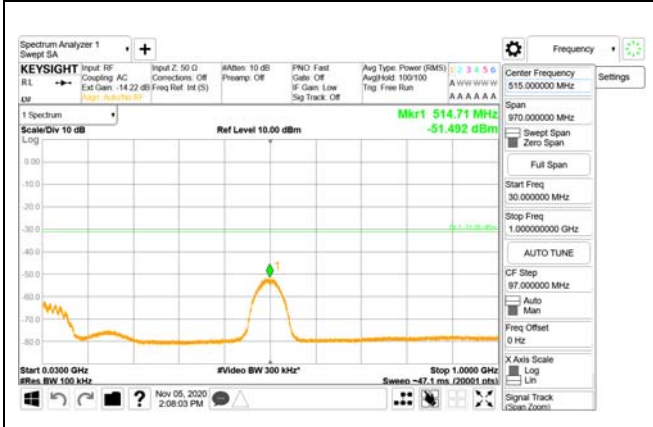 Spectrum Analyzer 1
Swept SA
Frequency
KEYSIGHT
Input: RF
Input Z: 50 Ω
#Atten: 10 dB
PNO: Fast
Avg Type: Power (RMS)
1 2 3 4 5 6
RL
Coupling: AC
Corrections: Off
Preamp: Off
Gate: Off
Avg|Hold: 100/100
A W W W W W
Ext Gain: -14.22 dB
Freq Ref: Int (S)
IF Gain: Low
Trig: Free Run
Align: Auto/No RF
Sig Track: Off
A A A A A A
1 Spectrum
Mkr1 514.71 MHz
Scale/Div 10 dB
Ref Level 10.00 dBm
-51.492 dBm
Log
0.00
-10.0
-20.0
-30.0
-40.0
-50.0
1
-60.0
-70.0
-80.0
Start 0.0300 GHz
#Video BW 300 kHz*
Stop 1.0000 GHz
#Res BW 100 kHz
Sweep ~47.1 ms (20001 pts)
Nov 05, 2020
2:08:03 PM
?
Center Frequency
515.000000 MHz
Settings
Span
970.000000 MHz
Swept Span
Zero Span
Full Span
Start Freq
30.000000 MHz
Stop Freq
1.000000000 GHz
AUTO TUNE
CF Step
97.000000 MHz
Auto
Man
Freq Offset
0 Hz
X Axis Scale
Log
Lin
Signal Track
(Span Zoom)